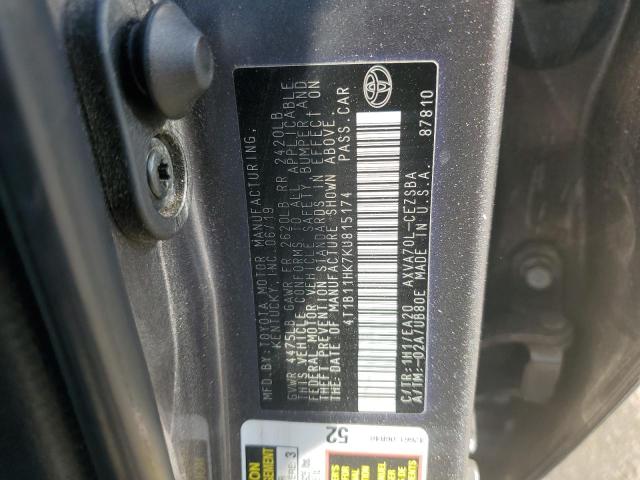 MFD.BY:TOYOTA MOTOR MANUFACTURING,
KENTUCKY, INC. 06/19
GVWR 4475LB GAWR FR 2620LB RR 2420LB
THIS VEHICLE CONFORMS TO ALL APPLICABLE
FEDERAL MOTOR VEHICLE SAFETY BUMPER AND
THEFT PREVENTION STANDARDS IN EFFECT ON
THE DATE OF MANUFACTURE SHOWN ABOVE.
4T1B11HK7KU815174 PASS.CAR
C/TR:1H1/EA20 AXVA70L-CEZSBA
A/TM:-02A/UB80E MADE IN U.S.A.
87810
52
3